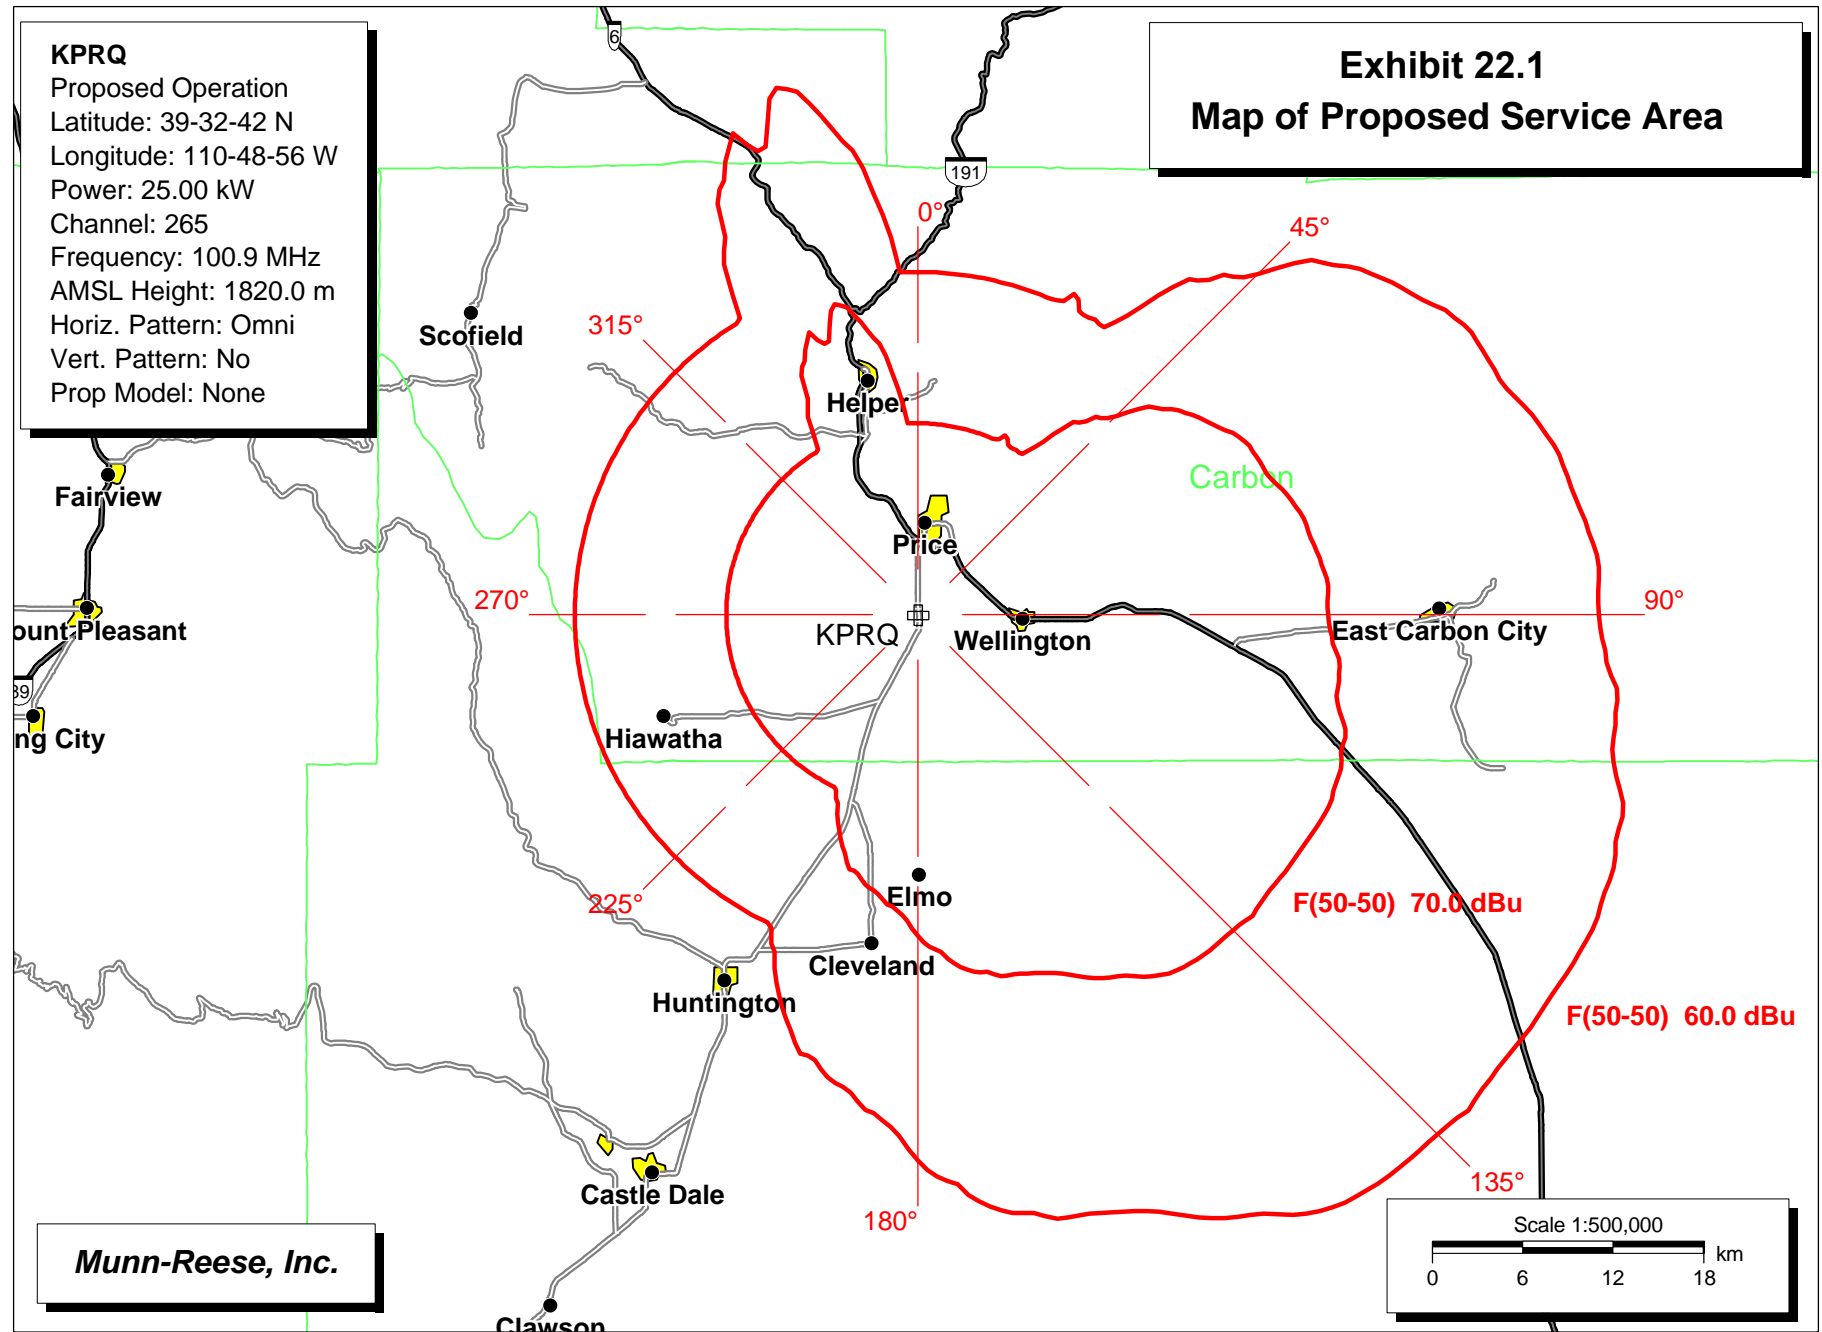 KPRQ
Proposed Operation
Latitude: 39-32-42 N
Longitude: 110-48-56 W
Power: 25.00 kW
Channel: 265
Frequency: 100.9 MHz
AMSL Height: 1820.0 m
Horiz. Pattern: Omni
Vert. Pattern: No
Prop Model: None
Exhibit 22.1
Map of Proposed Service Area
6
191
0°
45°
315°
Scofield
Helper
Carbon
Fairview
Price
270°
90°
ount Pleasant
KPRQ
Wellington
East Carbon City
39
ng City
Hiawatha
225°
Elmo
F(50-50) 70.0 dBu
Cleveland
Huntington
F(50-50) 60.0 dBu
Castle Dale
180°
135°
Munn-Reese, Inc.
Scale 1:500,000
km
0 6 12 18
Clawson